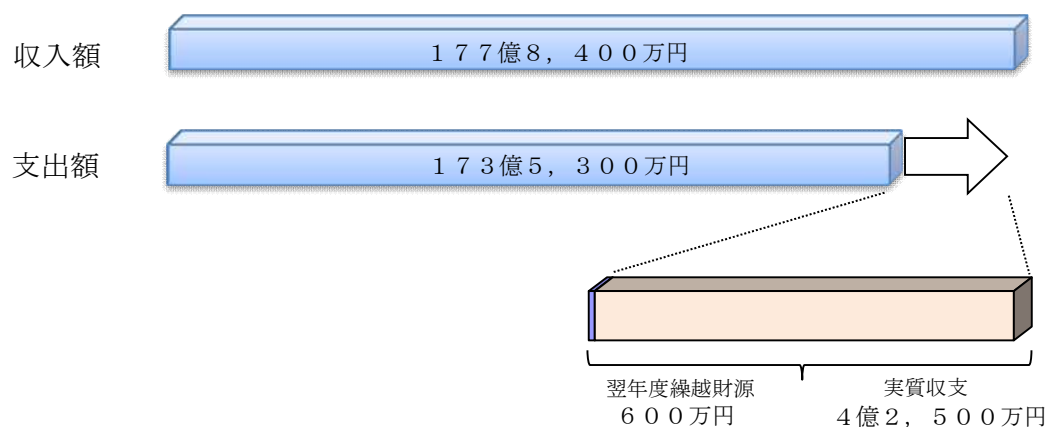 収入額
１７７億８，４００万円
支出額
１７３億５，３００万円
翌年度繰越財源
６００万円
実質収支
４億２，５００万円